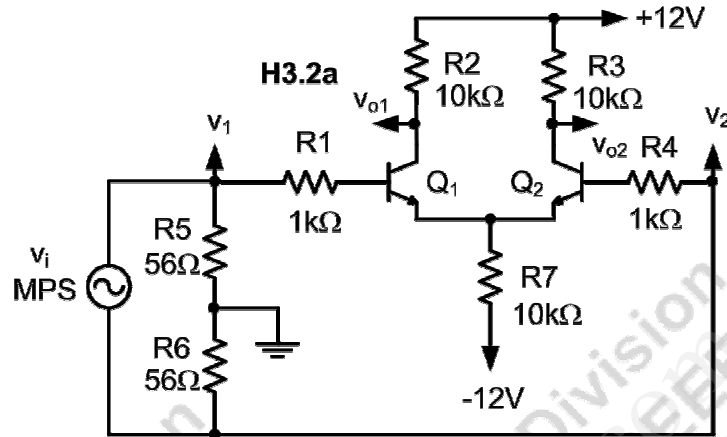 +12V
H3.2a
R2
10kΩ
R3
10kΩ
vo1
vo2
v1
v2
R1
1kΩ
Q1
Q2
R4
1kΩ
R5
56Ω
vi
MPS
R7
10kΩ
R6
56Ω
-12V
Division